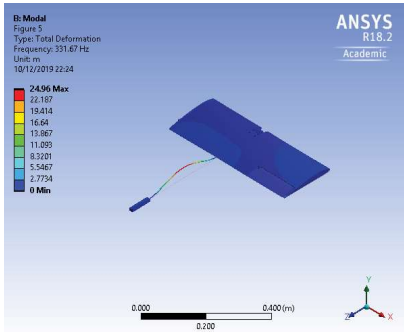 B: Modal
Figure 5
Type: Total Deformation
Frequency: 331.67 Hz
Unit: m
10/12/2019 22:24
24.96 Max
22.187
19.414
16.64
13.867
11.093
8.3201
5.5467
2.7734
0 Min
ANSYS
R18.2
Academic
0.000
0.400 (m)
0.200
Y
Z
X